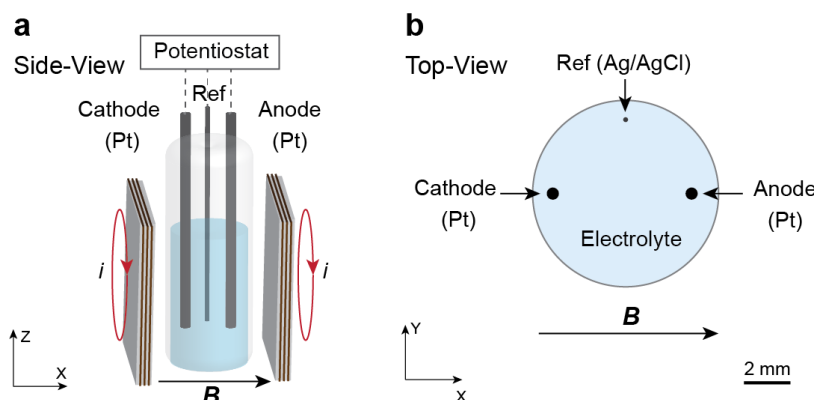 a
Side-View
Potentiostat
Ref
Cathode
(Pt)
Anode
(Pt)
i
i
Z
X
B
b
Top-View
Ref (Ag/AgCl)
Cathode
(Pt)
Anode
(Pt)
Electrolyte
B
Y
X
2 mm